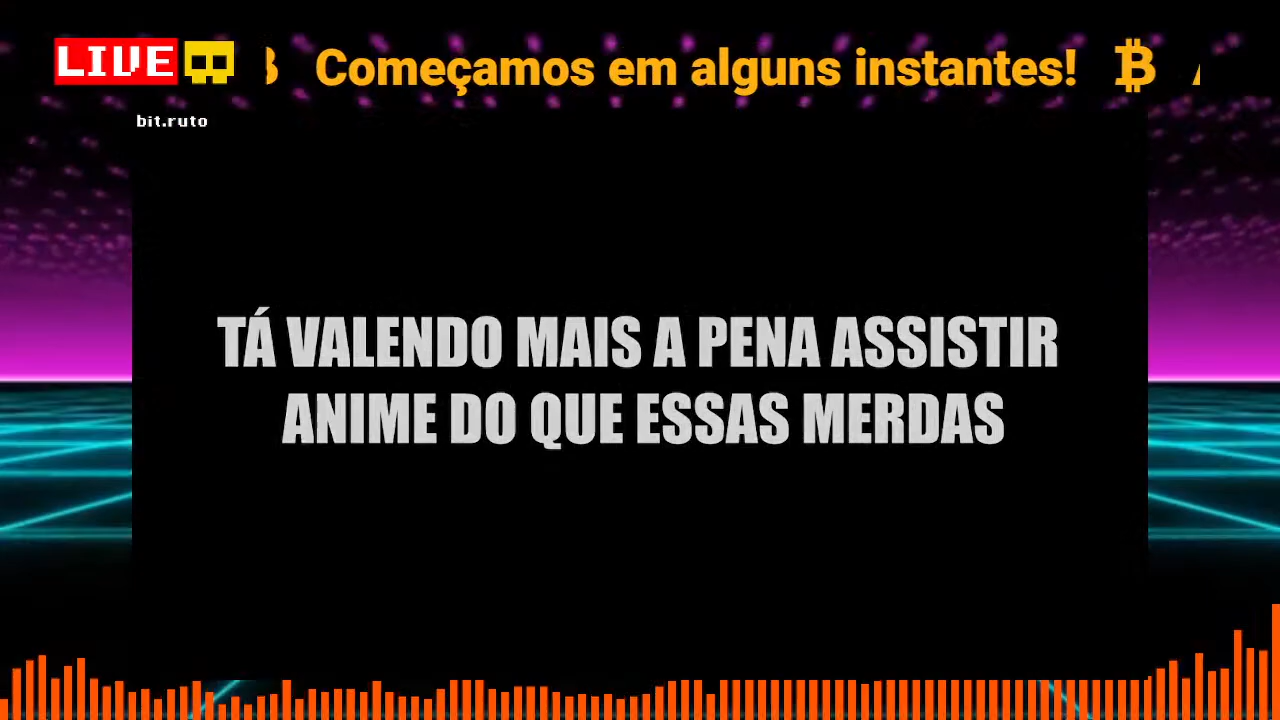 LIVE
Começamos em alguns instantes! ₿
bit.ruto
TÁ VALENDO MAIS A PENA ASSISTIR
ANIME DO QUE ESSAS MERDAS